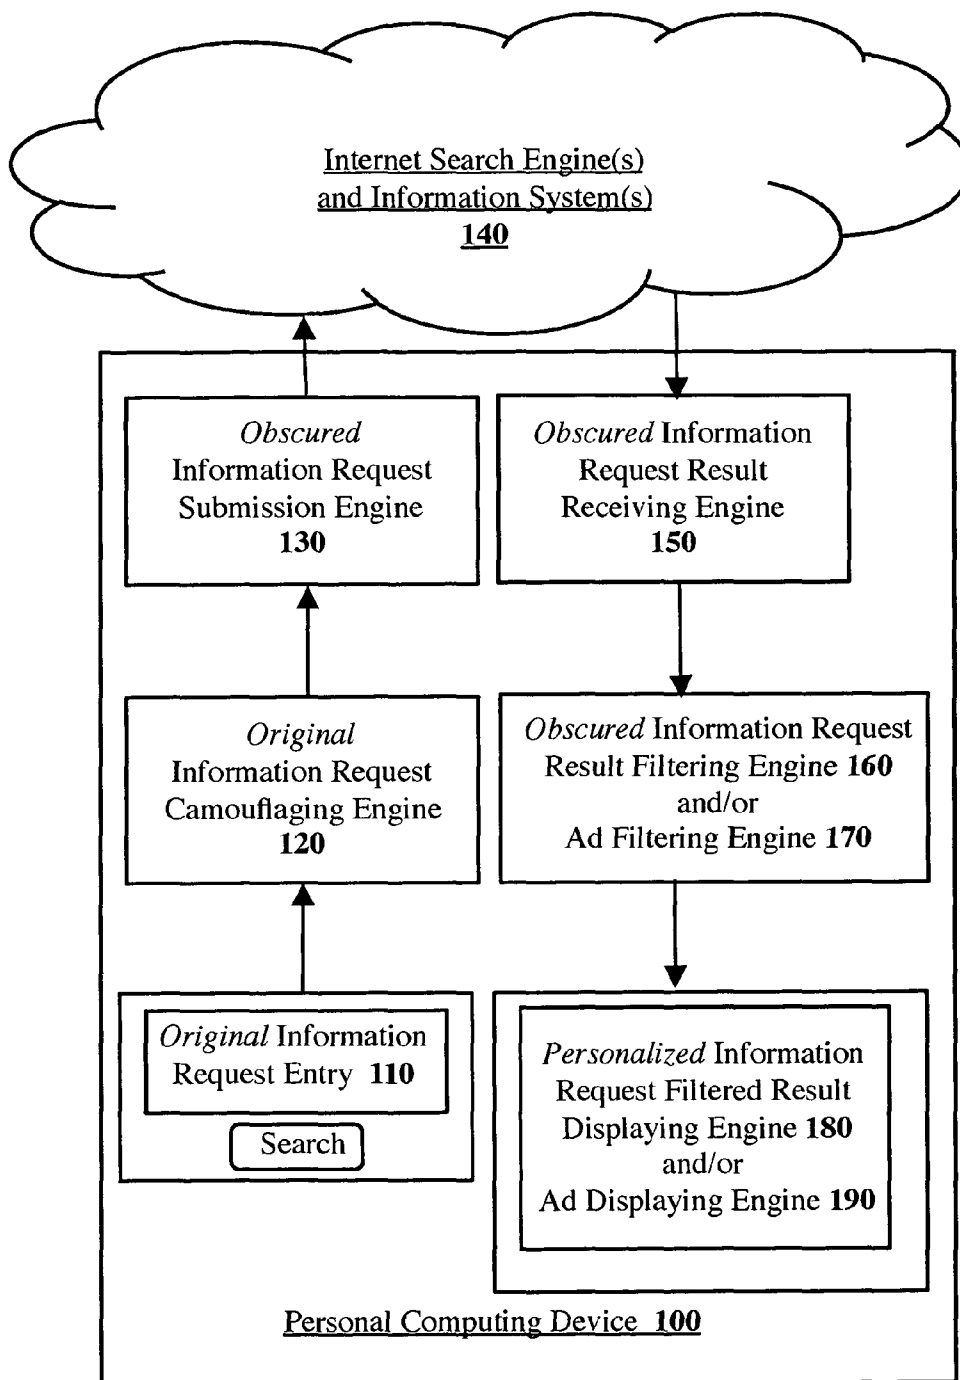 Internet Search Engine(s)
and Information System(s)
140
Obscured
Information Request
Submission Engine
130
Obscured Information
Request Result
Receiving Engine
150
Original
Information Request
Camouflaging Engine
120
Obscured Information Request
Result Filtering Engine 160
and/or
Ad Filtering Engine 170
Original Information
Request Entry 110
Search
Personalized Information
Request Filtered Result
Displaying Engine 180
and/or
Ad Displaying Engine 190
Personal Computing Device 100